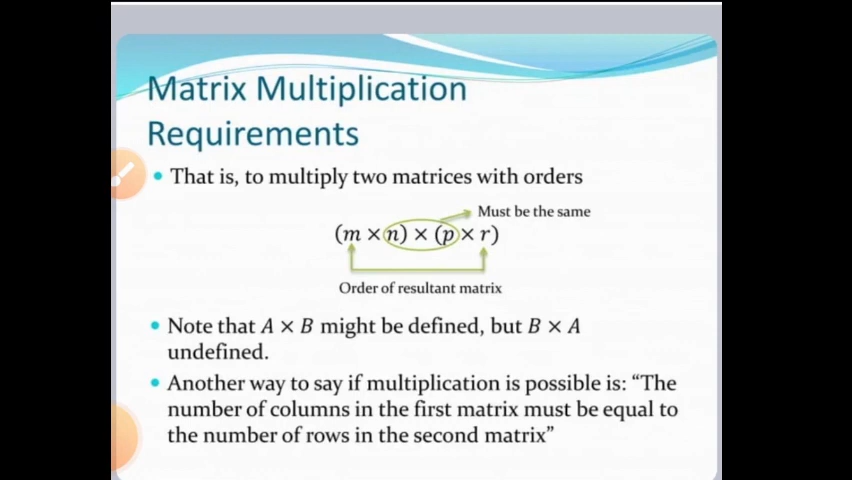 Matrix Multiplication
Requirements
• That is, to multiply two matrices with orders
Must be the same
(m × n) × (p × r)
Order of resultant matrix
• Note that A × B might be defined, but B × A
undefined.
• Another way to say if multiplication is possible is: “The
number of columns in the first matrix must be equal to
the number of rows in the second matrix”